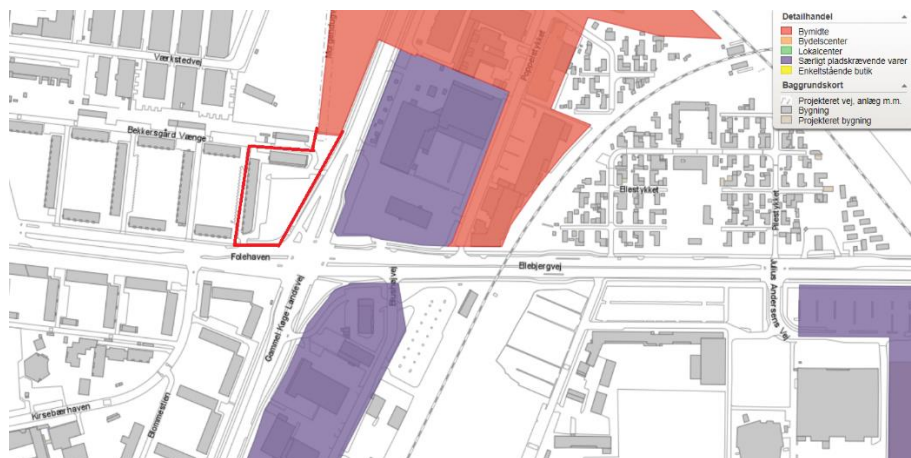 Detailhandel
Bymidte
Bydelscenter
Lokalcenter
Særligt pladskrævende varer
Enkeltstående butik
Baggrundskort
Projekteret vej, anlæg m.m.
Bygning
Projekteret bygning
Værkstedvej
Bekkersgård Vænge
Ellestykket
Folehaven
Ellebjergvej
Gammel Køge Landevej
Julius Andersens Vej
Kirsebærhaven
Blommestien